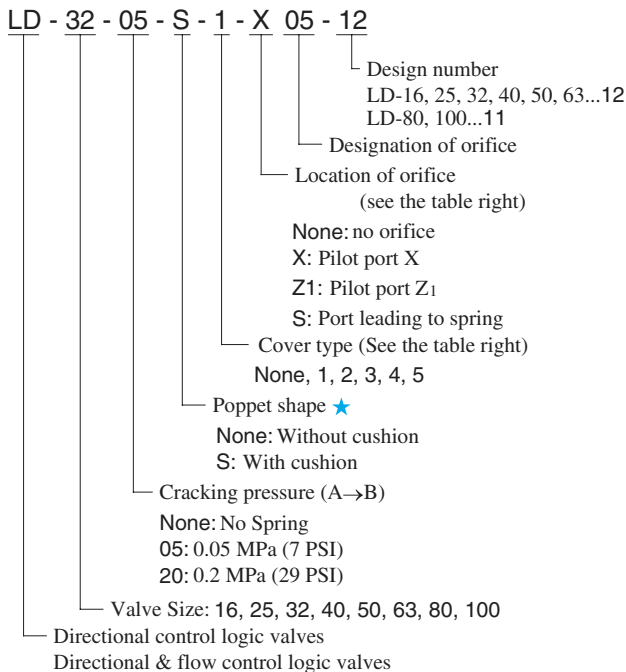 LD - 32 - 05 - S - 1 - X 05 - 12
Design number
LD-16, 25, 32, 40, 50, 63...12
LD-80, 100...11
Designation of orifice
Location of orifice
(see the table right)
None: no orifice
X: Pilot port X
Z1: Pilot port Z1
S: Port leading to spring
Cover type (See the table right)
None, 1, 2, 3, 4, 5
Poppet shape ★
None: Without cushion
S: With cushion
Cracking pressure (A→B)
None: No Spring
05: 0.05 MPa (7 PSI)
20: 0.2 MPa (29 PSI)
Valve Size: 16, 25, 32, 40, 50, 63, 80, 100
Directional control logic valves
Directional & flow control logic valves